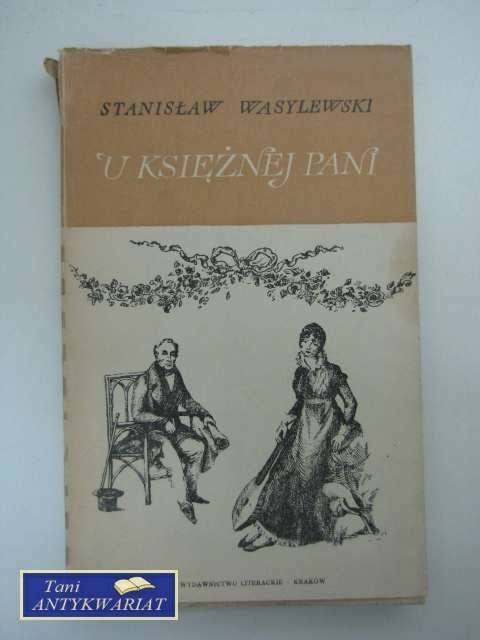 STANISŁAW WASYLEWSKI
U KSIĘŻNEJ PANI
WYDAWNICTWO LITERACKIE · KRAKÓW
Tani
ANTYKWARIAT